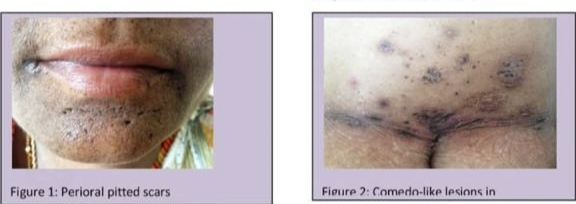 Figure 1: Perioral pitted scars
Figure 2: Comedo-like lesions in